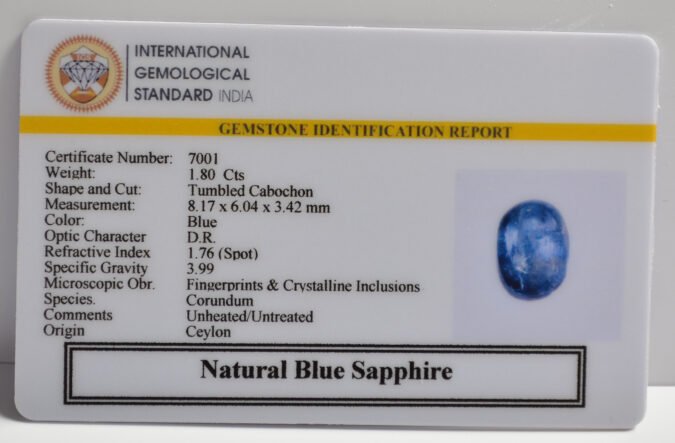 INTERNATIONAL
GEMOLOGICAL
STANDARD INDIA
GEMSTONE IDENTIFICATION REPORT
Certificate Number: 7001
Weight: 1.80 Cts
Shape and Cut: Tumbled Cabochon
Measurement: 8.17 x 6.04 x 3.42 mm
Color: Blue
Optic Character D.R.
Refractive Index 1.76 (Spot)
Specific Gravity 3.99
Microscopic Obr. Fingerprints & Crystalline Inclusions
Species. Corundum
Comments Unheated/Untreated
Origin Ceylon
Natural Blue Sapphire